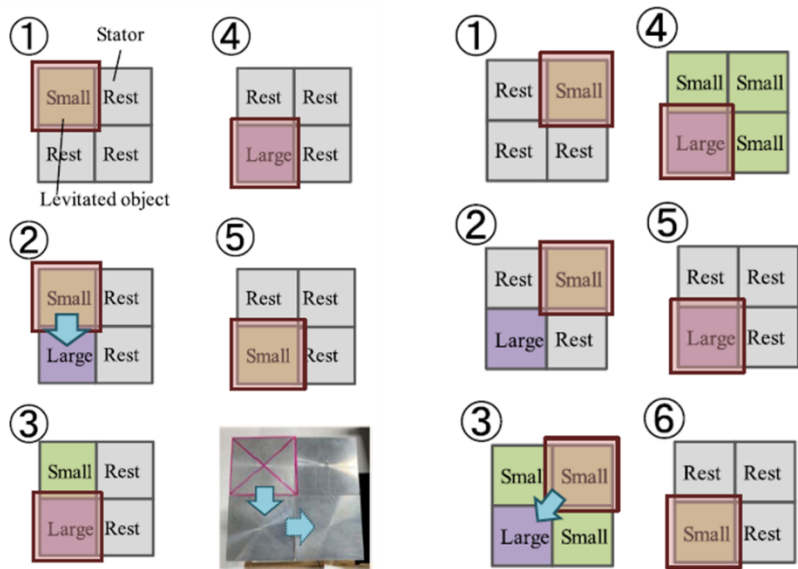 ①
Stator
Small Rest
Rest Rest
Levitated object
②
Small Rest
Large Rest
③
Small Rest
Large Rest
④
Rest Rest
Large Rest
⑤
Rest Rest
Small Rest
①
Rest Small
Rest Rest
②
Rest Small
Large Rest
③
Small Small
Large Small
④
Small Small
Large Small
⑤
Rest Rest
Large Rest
⑥
Rest Rest
Small Rest